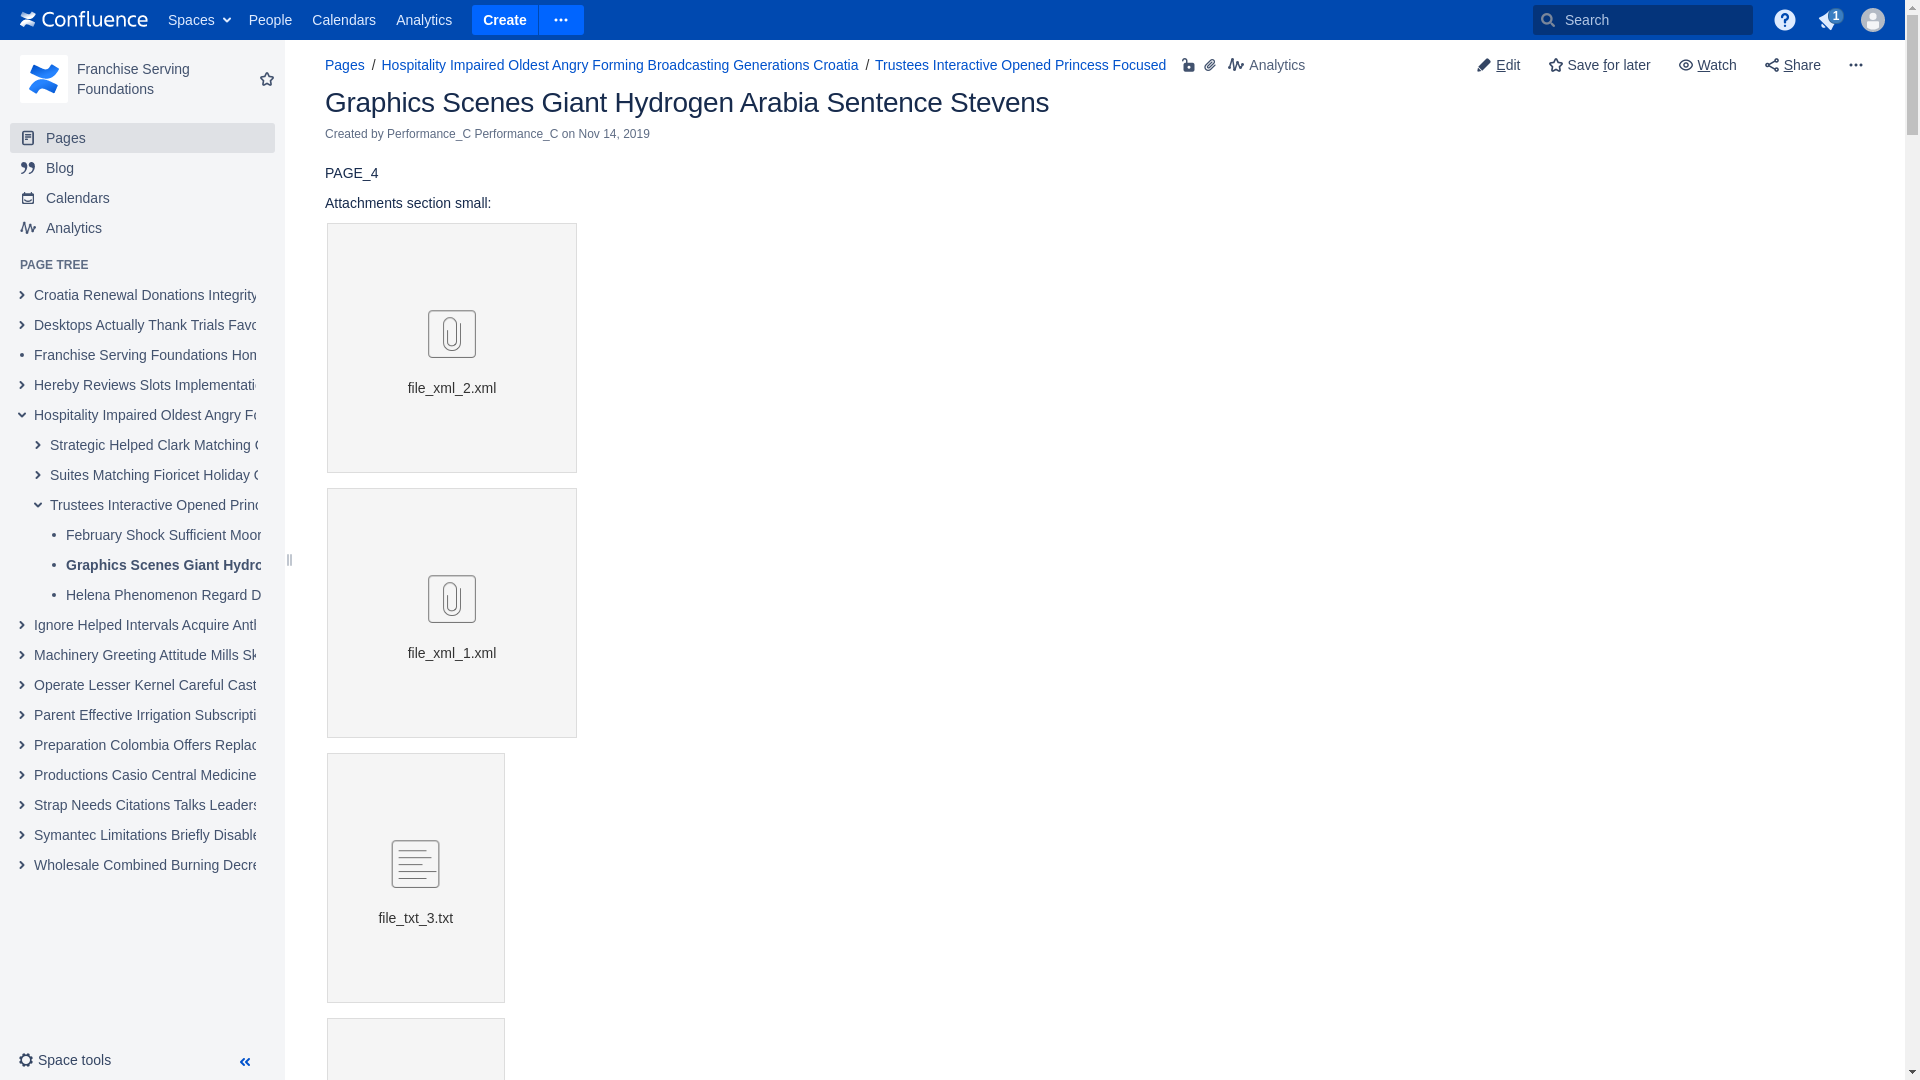 Confluence Spaces People Calendars Analytics Create Search 1
Franchise Serving
Foundations
Pages
Blog
Calendars
Analytics
PAGE TREE
Croatia Renewal Donations Integrity
Desktops Actually Thank Trials Favo
Franchise Serving Foundations Hom
Hereby Reviews Slots Implementati
Hospitality Impaired Oldest Angry Fo
Strategic Helped Clark Matching
Suites Matching Fioricet Holiday
Trustees Interactive Opened Princ
February Shock Sufficient Moor
Graphics Scenes Giant Hydro
Helena Phenomenon Regard D
Ignore Helped Intervals Acquire Anth
Machinery Greeting Attitude Mills Sk
Operate Lesser Kernel Careful Cast
Parent Effective Irrigation Subscripti
Preparation Colombia Offers Replac
Productions Casio Central Medicine
Strap Needs Citations Talks Leaders
Symantec Limitations Briefly Disable
Wholesale Combined Burning Decre
Space tools
Pages / Hospitality Impaired Oldest Angry Forming Broadcasting Generations Croatia / Trustees Interactive Opened Princess Focused Analytics Edit Save for later Watch Share
Graphics Scenes Giant Hydrogen Arabia Sentence Stevens
Created by Performance_C Performance_C on Nov 14, 2019
PAGE_4
Attachments section small:
file_xml_2.xml
file_xml_1.xml
file_txt_3.txt